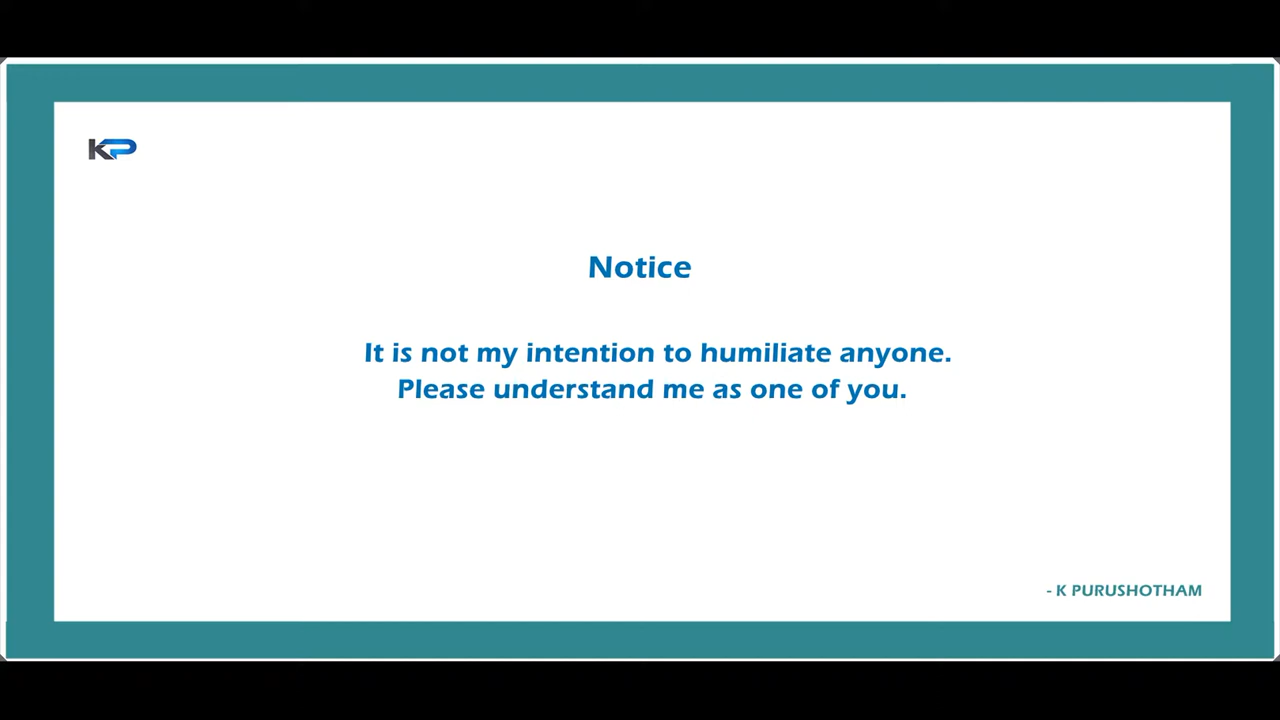 KP
Notice
It is not my intention to humiliate anyone.
Please understand me as one of you.
- K PURUSHOTHAM